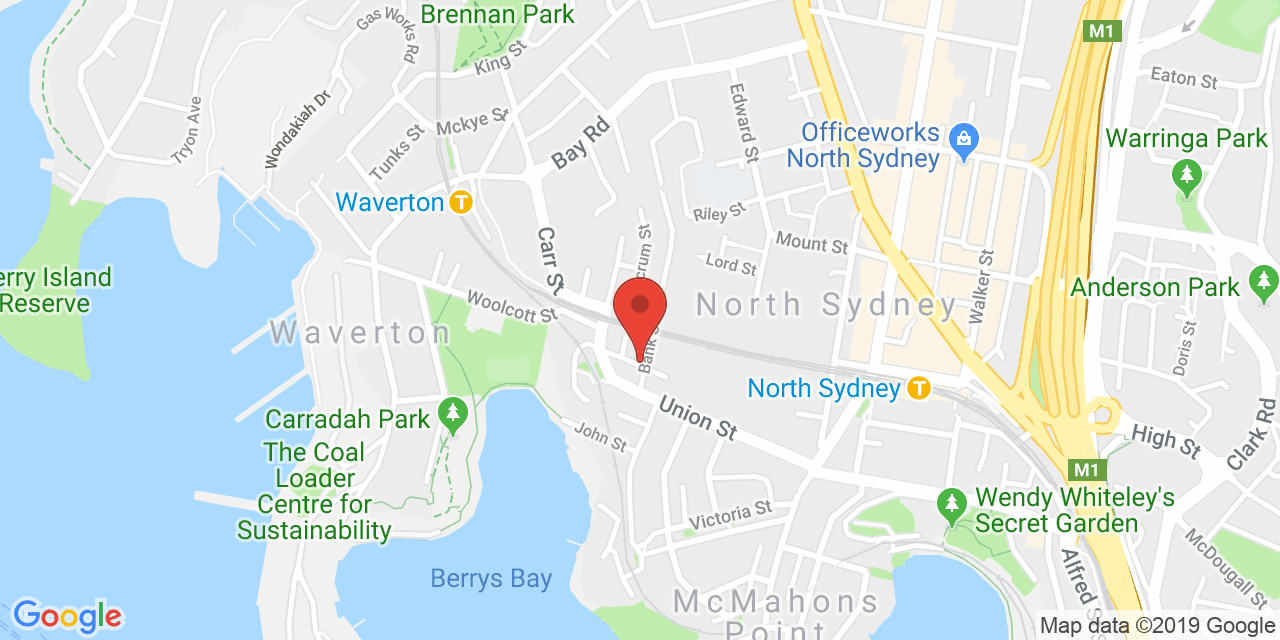 Brennan Park
M1
Gas Works Rd
King St
Eaton St
Tryon Ave
Wondakiah Dr
Mckye St
Tunks St
Bay Rd
Edward St
Officeworks
North Sydney
Warringa Park
Waverton
T
Riley St
Carr St
crum St
Mount St
Lord St
Walker St
erry Island
Reserve
Anderson Park
Woolcott St
North Sydney
Waverton
Doris St
Bank S
North Sydney
T
Carradah Park
Union St
John St
High St
Clark Rd
The Coal
Loader
Centre for
Sustainability
M1
Wendy Whiteley's
Secret Garden
Victoria St
McDougall St
Alfred S
Berrys Bay
McMahons
Point
Google
Map data ©2019 Google